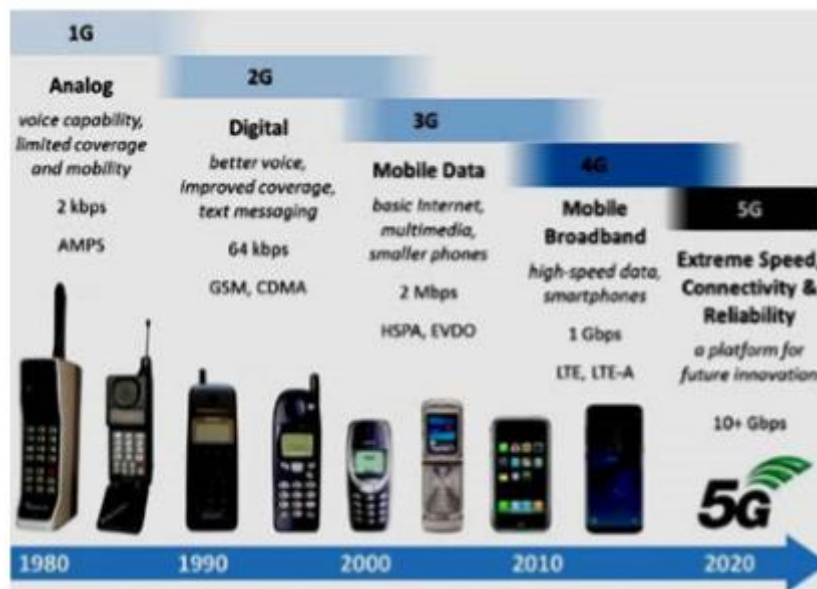 1G
Analog
voice capability,
limited coverage
and mobility
2 kbps
AMPS
2G
Digital
better voice,
improved coverage,
text messaging
64 kbps
GSM, CDMA
3G
Mobile Data
basic Internet,
multimedia,
smaller phones
2 Mbps
HSPA, EVDO
4G
Mobile
Broadband
high-speed data,
smartphones
1 Gbps
LTE, LTE-A
5G
Extreme Speed,
Connectivity &
Reliability
a platform for
future innovation
10+ Gbps
5G
1980 1990 2000 2010 2020